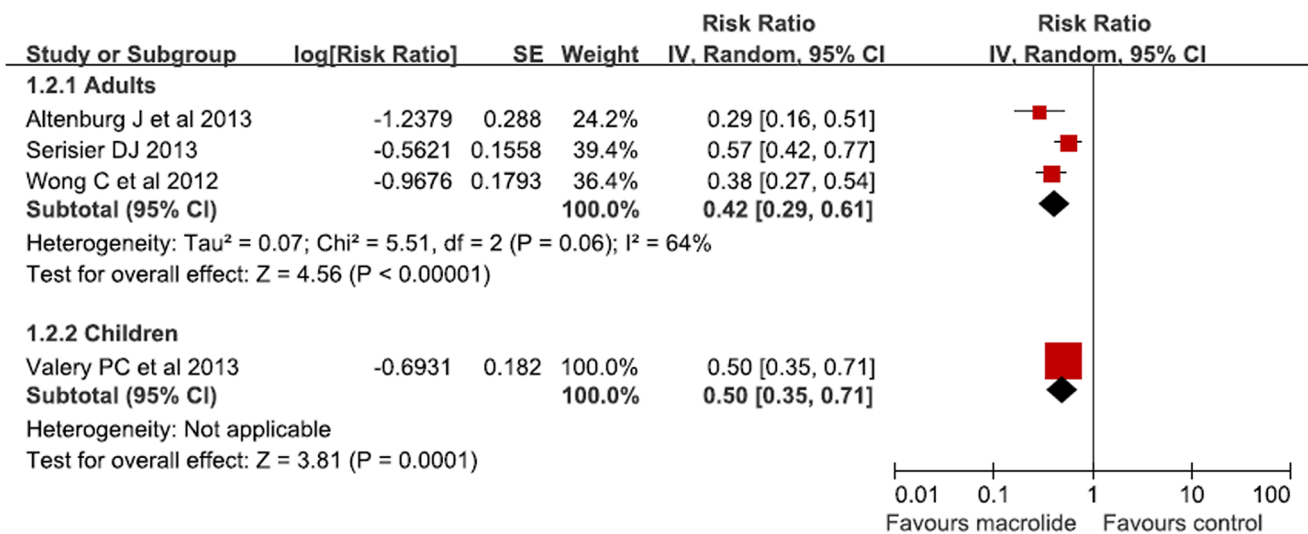 Risk Ratio Risk Ratio
Study or Subgroup log[Risk Ratio] SE Weight IV, Random, 95% CI IV, Random, 95% CI
1.2.1 Adults
Altenburg J et al 2013 -1.2379 0.288 24.2% 0.29 [0.16, 0.51]
Serisier DJ 2013 -0.5621 0.1558 39.4% 0.57 [0.42, 0.77]
Wong C et al 2012 -0.9676 0.1793 36.4% 0.38 [0.27, 0.54]
Subtotal (95% CI) 100.0% 0.42 [0.29, 0.61]
Heterogeneity: Tau² = 0.07; Chi² = 5.51, df = 2 (P = 0.06); I² = 64%
Test for overall effect: Z = 4.56 (P < 0.00001)
1.2.2 Children
Valery PC et al 2013 -0.6931 0.182 100.0% 0.50 [0.35, 0.71]
Subtotal (95% CI) 100.0% 0.50 [0.35, 0.71]
Heterogeneity: Not applicable
Test for overall effect: Z = 3.81 (P = 0.0001)
0.01 0.1 1 10 100
Favours macrolide Favours control